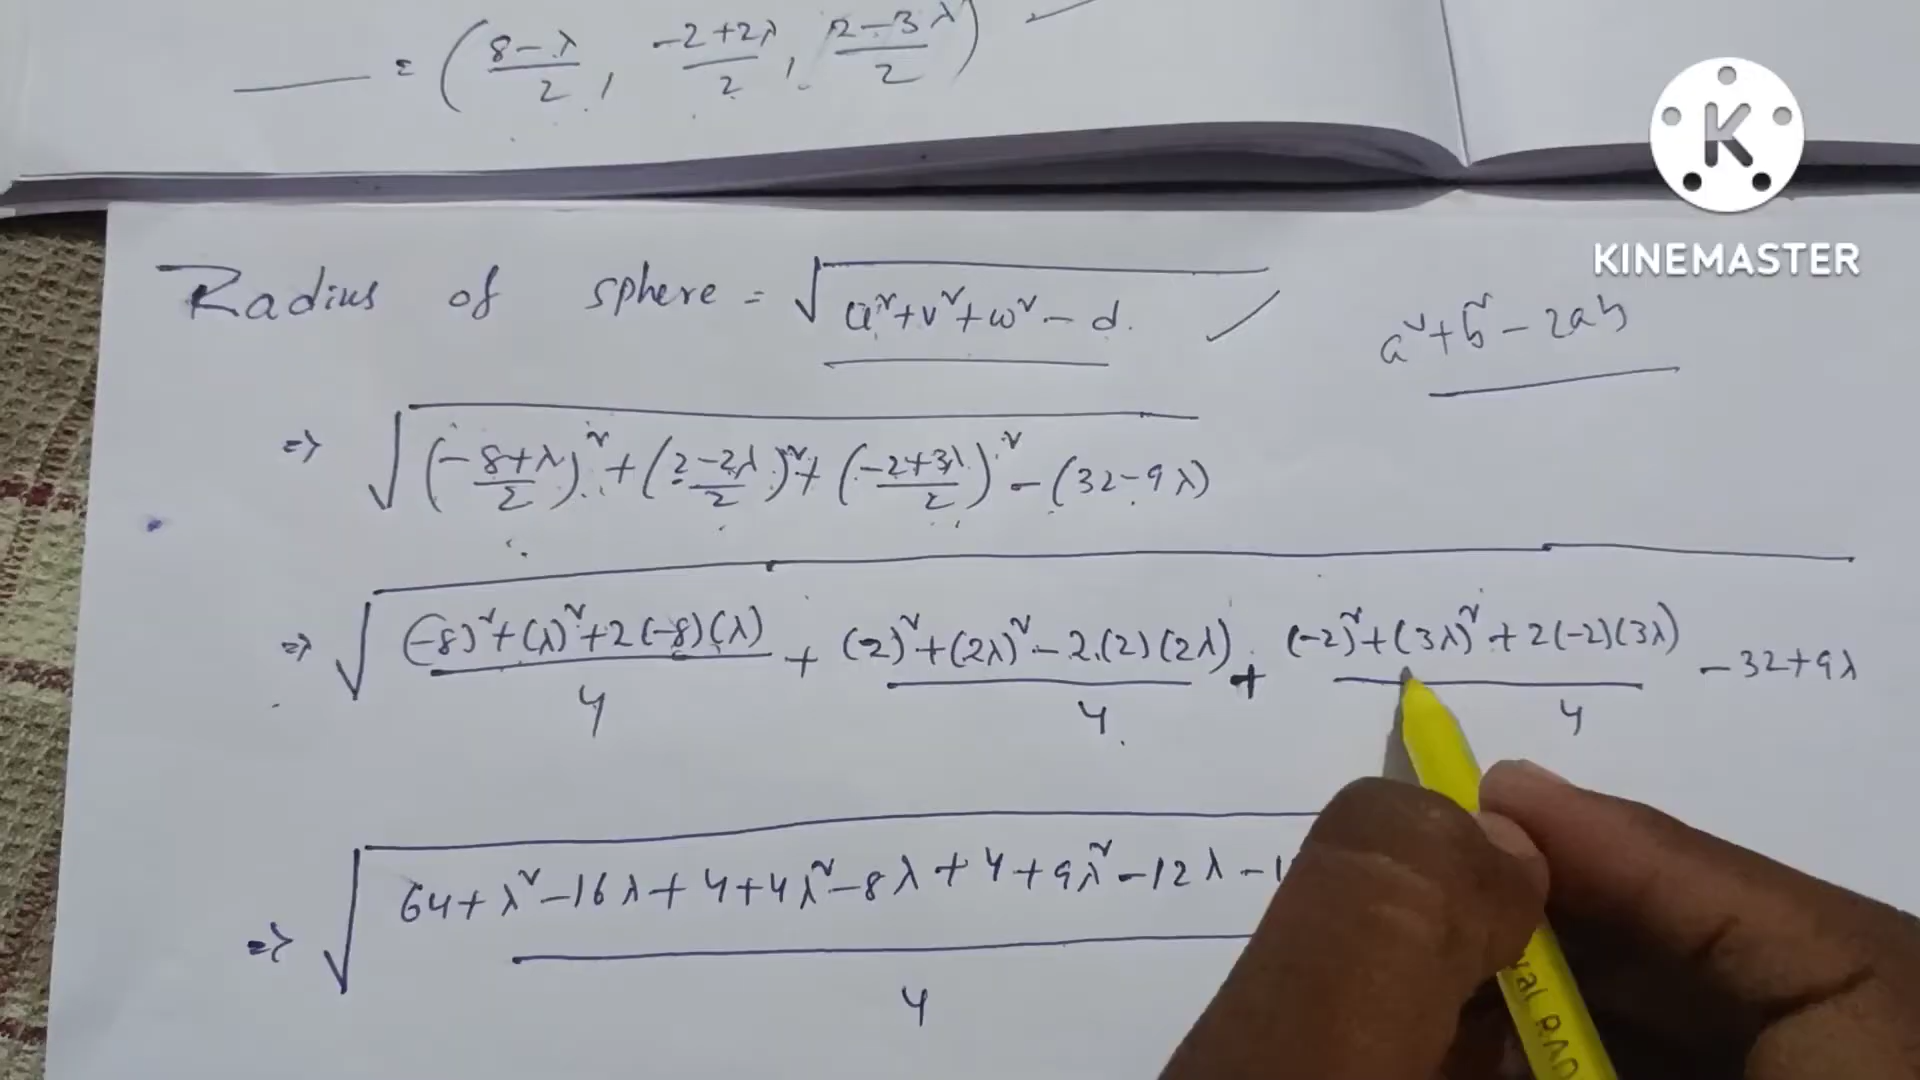 = (8-λ/2, -2+2λ/2, 2-3λ/2)
K
KINEMASTER
Radius of sphere = √(u²+v²+w²-d.)
a²+b²-2ab
=> √((-8+λ/2)²+(2-2λ/2)²+(-2+3λ/2)²-(32-9λ))
=> √((-8)²+(λ)²+2(-8)(λ)/4 + (2)²+(2λ)²-2.(2)(2λ)/4 + (-2)²+(3λ)²+2(-2)(3λ)/4 -32+9λ)
=> √(64+λ²-16λ+4+4λ²-8λ+4+9λ²-12λ-1/4)